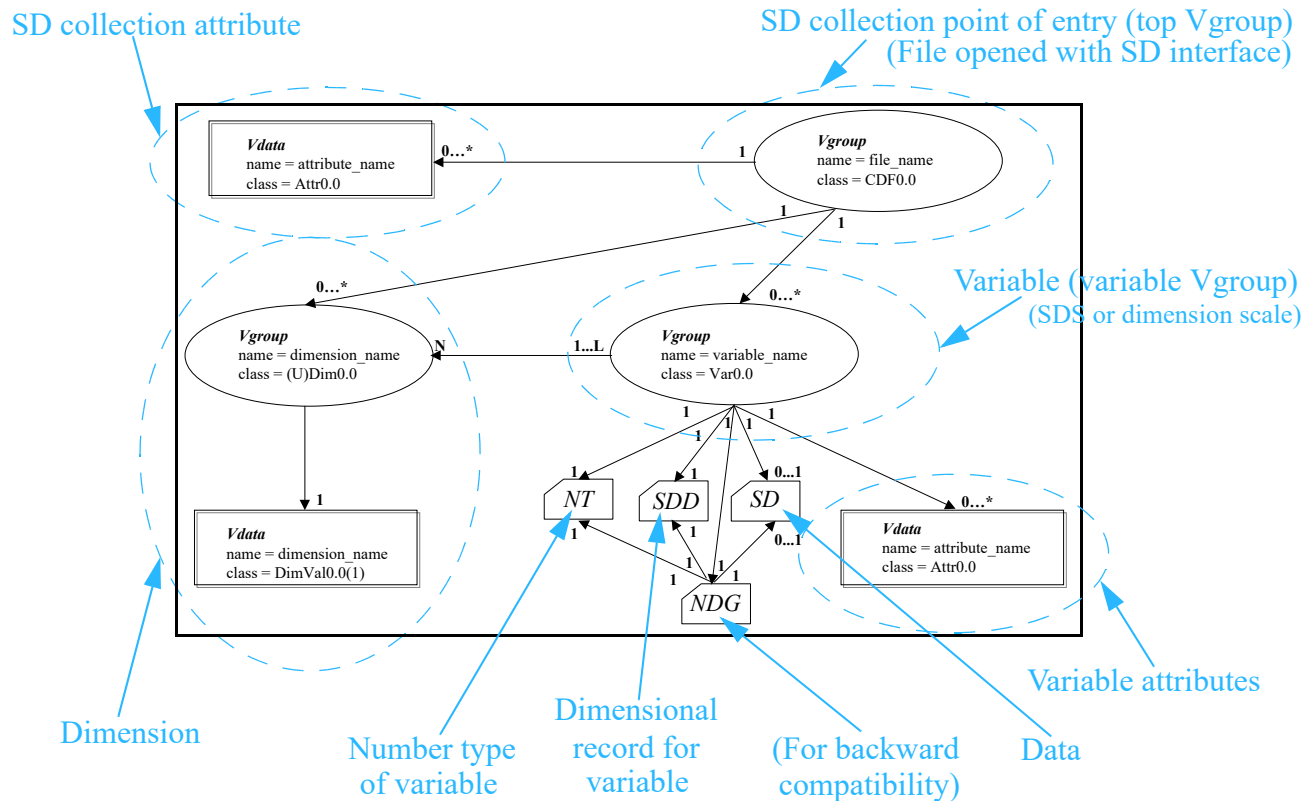 SD collection attribute
SD collection point of entry (top Vgroup)
(File opened with SD interface)
Vdata
name = attribute_name
class = Attr0.0
0…*
1
Vgroup
name = file_name
class = CDF0.0
1
1
0…*
0…*
Variable (variable Vgroup)
(SDS or dimension scale)
Vgroup
name = dimension_name
class = (U)Dim0.0
N
1...L
Vgroup
name = variable_name
class = Var0.0
1
1
1
1
1
1
1
0...1
0…*
1
NT
SDD
SD
Vdata
name = dimension_name
class = DimVal0.0(1)
Vdata
name = attribute_name
class = Attr0.0
1
1
0...1
1
1
1
1
NDG
Variable attributes
Dimension
Number type
of variable
Dimensional
record for
variable
(For backward
compatibility)
Data